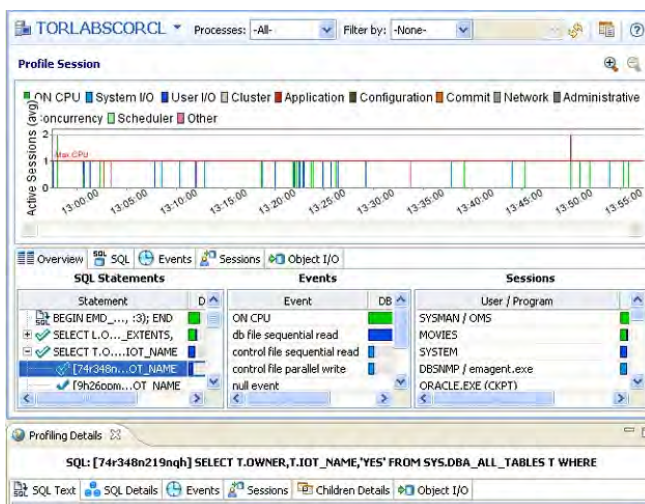 TORLABSCORCL Processes: -All- Filter by: -None-
Profile Session
ON CPU System I/O User I/O Cluster Application Configuration Commit Network Administrative
oncurrency Scheduler Other
Active Sessions (avg)
2
1
0
Max CPU
13:00:00 13:05:00 13:10:00 13:15:00 13:20:00 13:25:00 13:30:00 13:35:00 13:40:00 13:45:00 13:50:00 13:55:00
Overview SQL SQL Events Sessions Object I/O
SQL Statements Events Sessions
Statement D Event DB User / Program
SQL BEGIN EMD_..., :3); END ON CPU SYSMAN / OMS
SELECT L.O...._EXTENTS, db file sequential read MOVIES
SELECT T.O....IOT_NAME control file sequential read SYSTEM
[74r348n...OT_NAME control file parallel write DBSNMP / emagent.exe
[9h26ppm...OT_NAME null event ORACLE.EXE (CKPT)
Profiling Details
SQL: [74r348n219nqh] SELECT T.OWNER,T.IOT_NAME,'YES' FROM SYS.DBA_ALL_TABLES T WHERE
SQL SQL Text SQL Details Events Sessions Children Details Object I/O